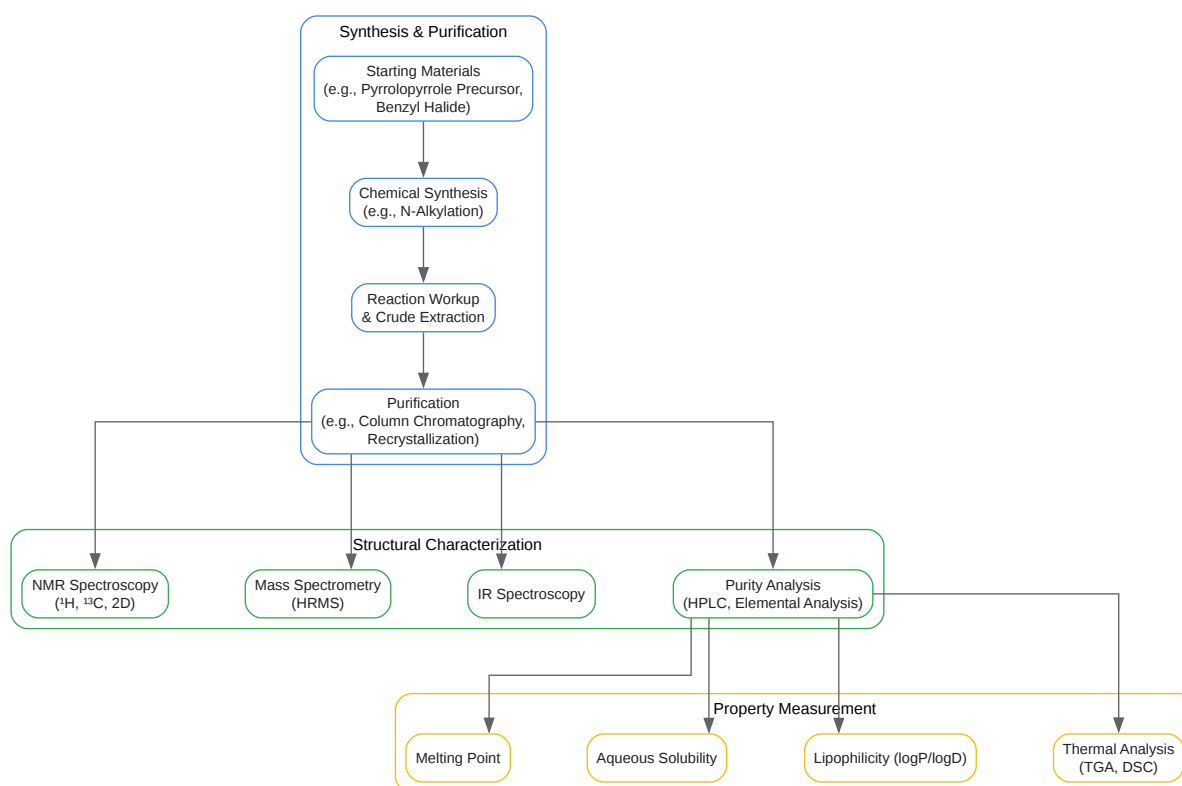 Synthesis & Purification
Starting Materials
(e.g., Pyrrolopyrrole Precursor,
Benzyl Halide)
Chemical Synthesis
(e.g., N-Alkylation)
Reaction Workup
& Crude Extraction
Purification
(e.g., Column Chromatography,
Recrystallization)
Structural Characterization
NMR Spectroscopy
(¹H, ¹³C, 2D)
Mass Spectrometry
(HRMS)
IR Spectroscopy
Purity Analysis
(HPLC, Elemental Analysis)
Property Measurement
Melting Point
Aqueous Solubility
Lipophilicity (logP/logD)
Thermal Analysis
(TGA, DSC)